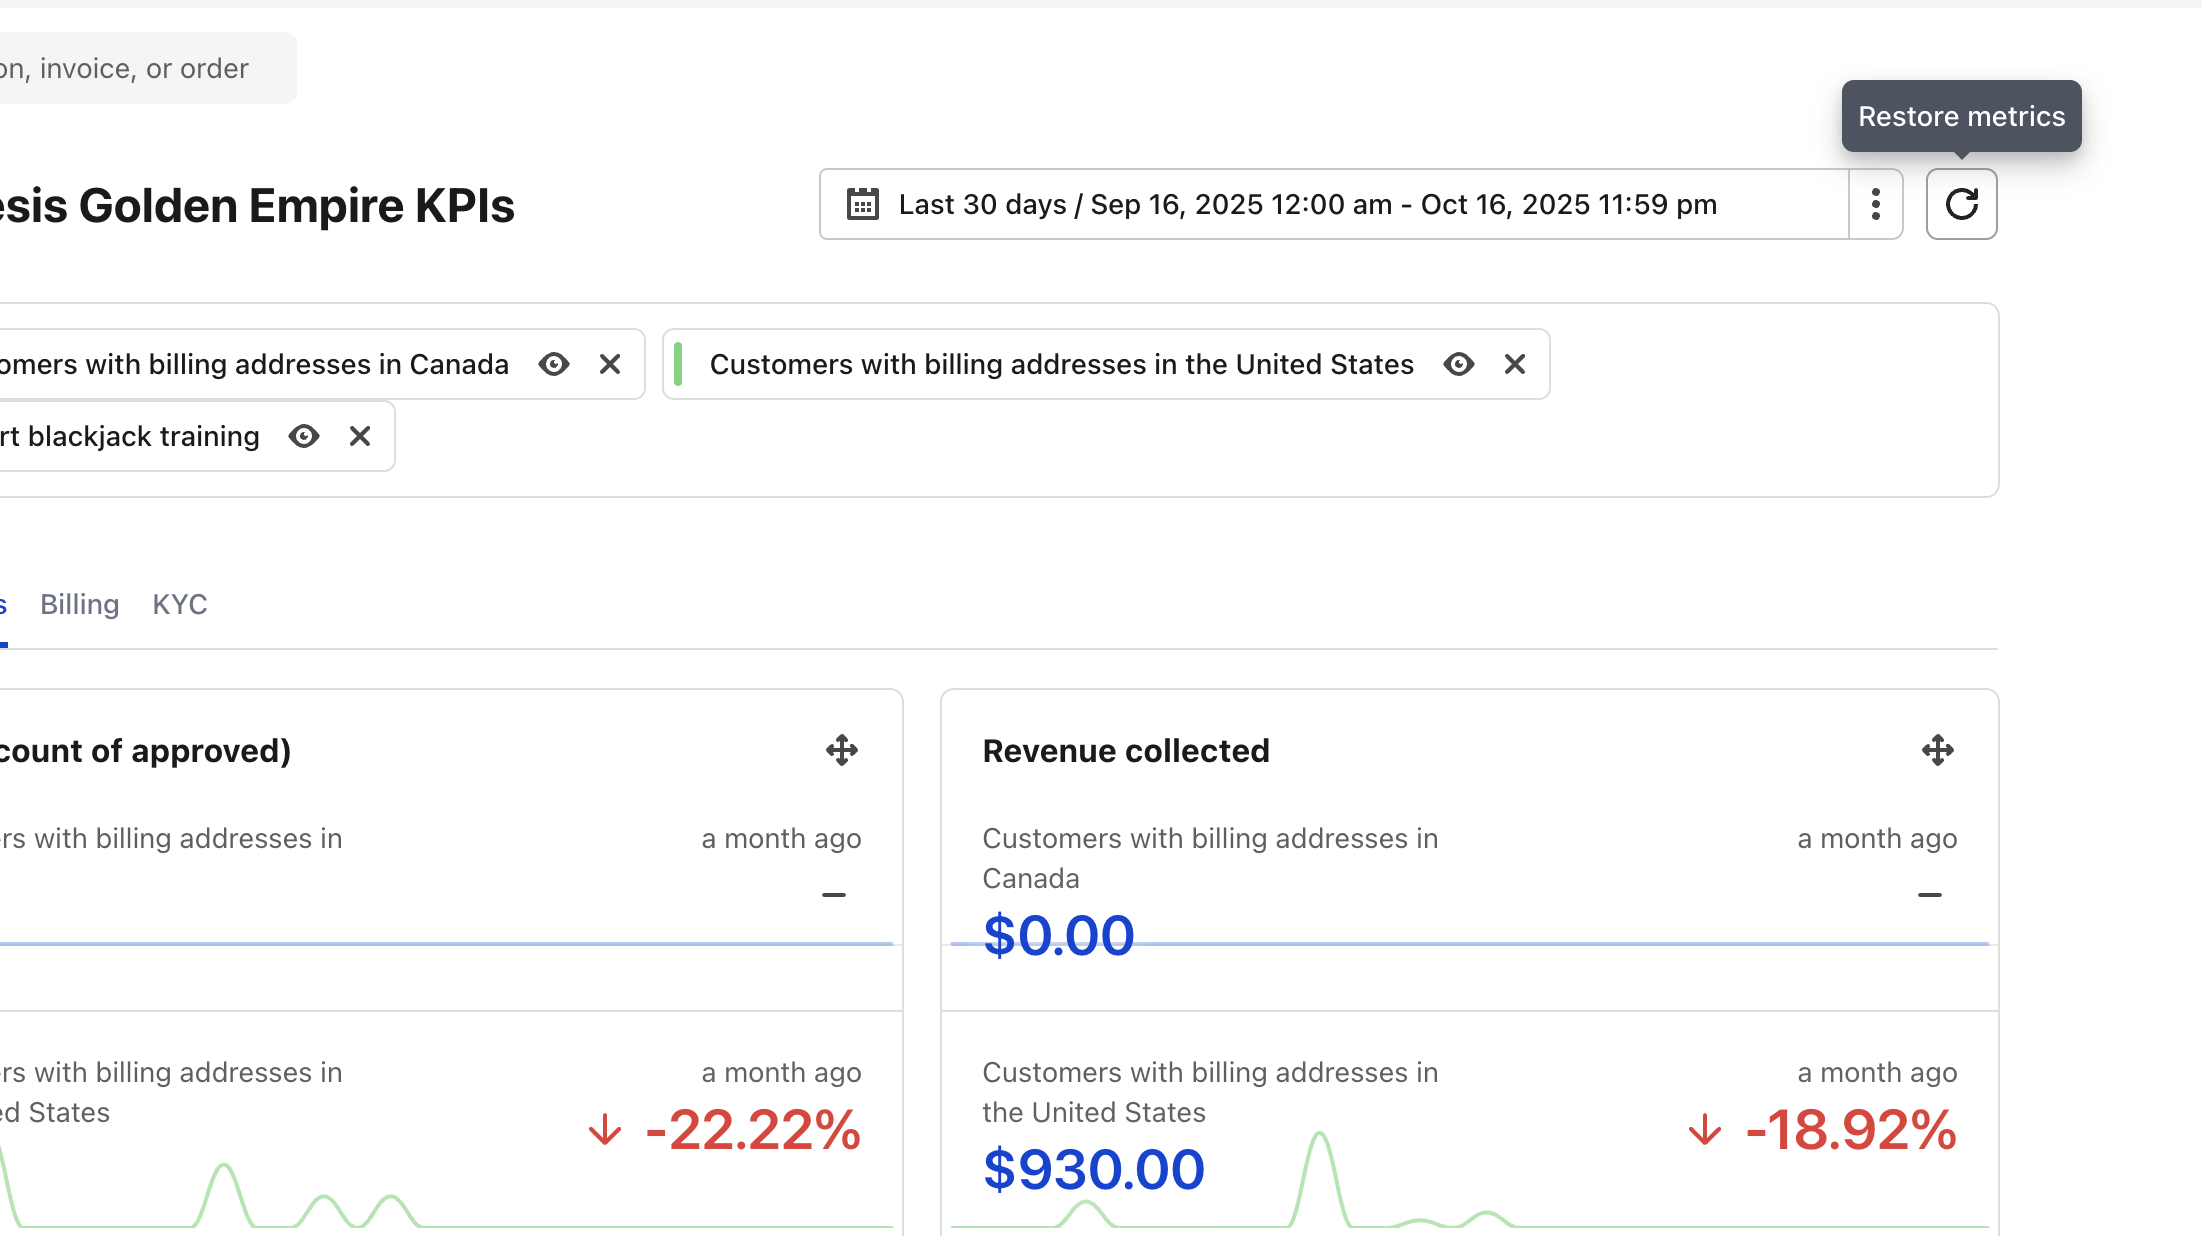 on, invoice, or order
Restore metrics
esis Golden Empire KPIs
Last 30 days / Sep 16, 2025 12:00 am - Oct 16, 2025 11:59 pm
omers with billing addresses in Canada
Customers with billing addresses in the United States
rt blackjack training
s Billing KYC
count of approved)
Revenue collected
rs with billing addresses in
a month ago
–
Customers with billing addresses in
Canada
a month ago
–
$0.00
rs with billing addresses in
ed States
a month ago
-22.22%
Customers with billing addresses in
the United States
a month ago
-18.92%
$930.00